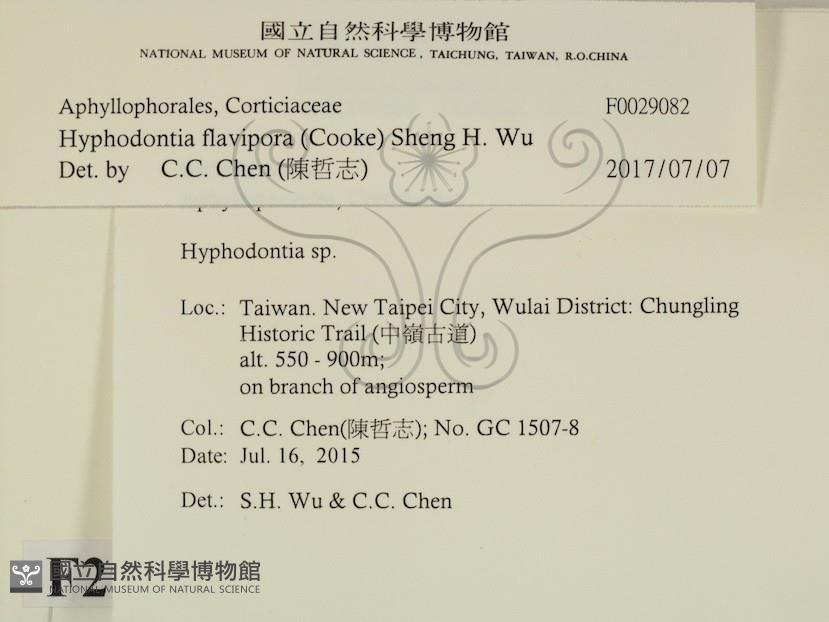 國立自然科學博物館
NATIONAL MUSEUM OF NATURAL SCIENCE, TAICHUNG, TAIWAN, R.O.CHINA
Aphyllophorales, Corticiaceae F0029082
Hyphodontia flavipora (Cooke) Sheng H. Wu
Det. by C.C. Chen (陳哲志) 2017/07/07
Hyphodontia sp.
Loc.: Taiwan. New Taipei City, Wulai District: Chungling
Historic Trail (中嶺古道)
alt. 550 - 900m;
on branch of angiosperm
Col.: C.C. Chen(陳哲志); No. GC 1507-8
Date: Jul. 16, 2015
Det.: S.H. Wu & C.C. Chen
F2
國立自然科學博物館
NATIONAL MUSEUM OF NATURAL SCIENCE